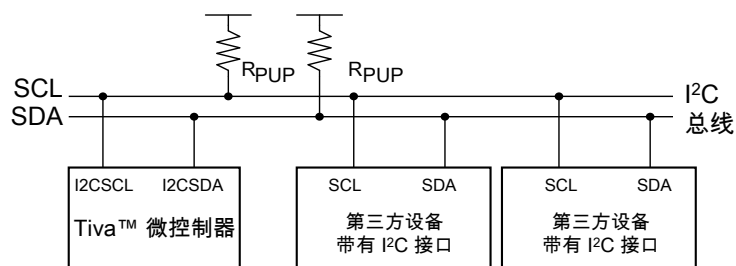 RPUP RPUP
SCL I²C
SDA 总线
I2CSCL I2CSDA SCL SDA SCL SDA
Tiva™ 微控制器 第三方设备 第三方设备
带有 I²C 接口 带有 I²C 接口